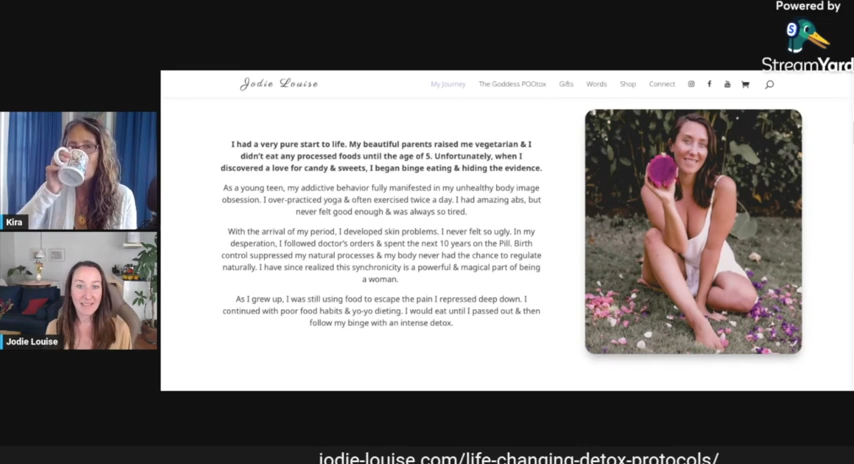 Powered by
S
StreamYard
Jodie Louise
My Journey The Goddess POOtox Gifts Words Shop Connect
I had a very pure start to life. My beautiful parents raised me vegetarian & I
didn't eat any processed foods until the age of 5. Unfortunately, when I
discovered a love for candy & sweets, I began binge eating & hiding the evidence.
As a young teen, my addictive behavior fully manifested in my unhealthy body image
obsession. I over-practiced yoga & often exercised twice a day. I had amazing abs, but
never felt good enough & was always so tired.
With the arrival of my period, I developed skin problems. I never felt so ugly. In my
desperation, I followed doctor's orders & spent the next 10 years on the Pill. Birth
control suppressed my natural processes & my body never had the chance to regulate
naturally. I have since realized this synchronicity is a powerful & magical part of being
a woman.
As I grew up, I was still using food to escape the pain I repressed deep down. I
continued with poor food habits & yo-yo dieting. I would eat until I passed out & then
follow my binge with an intense detox.
Kira
Jodie Louise
jodie-louise.com/life-changing-detox-protocols/